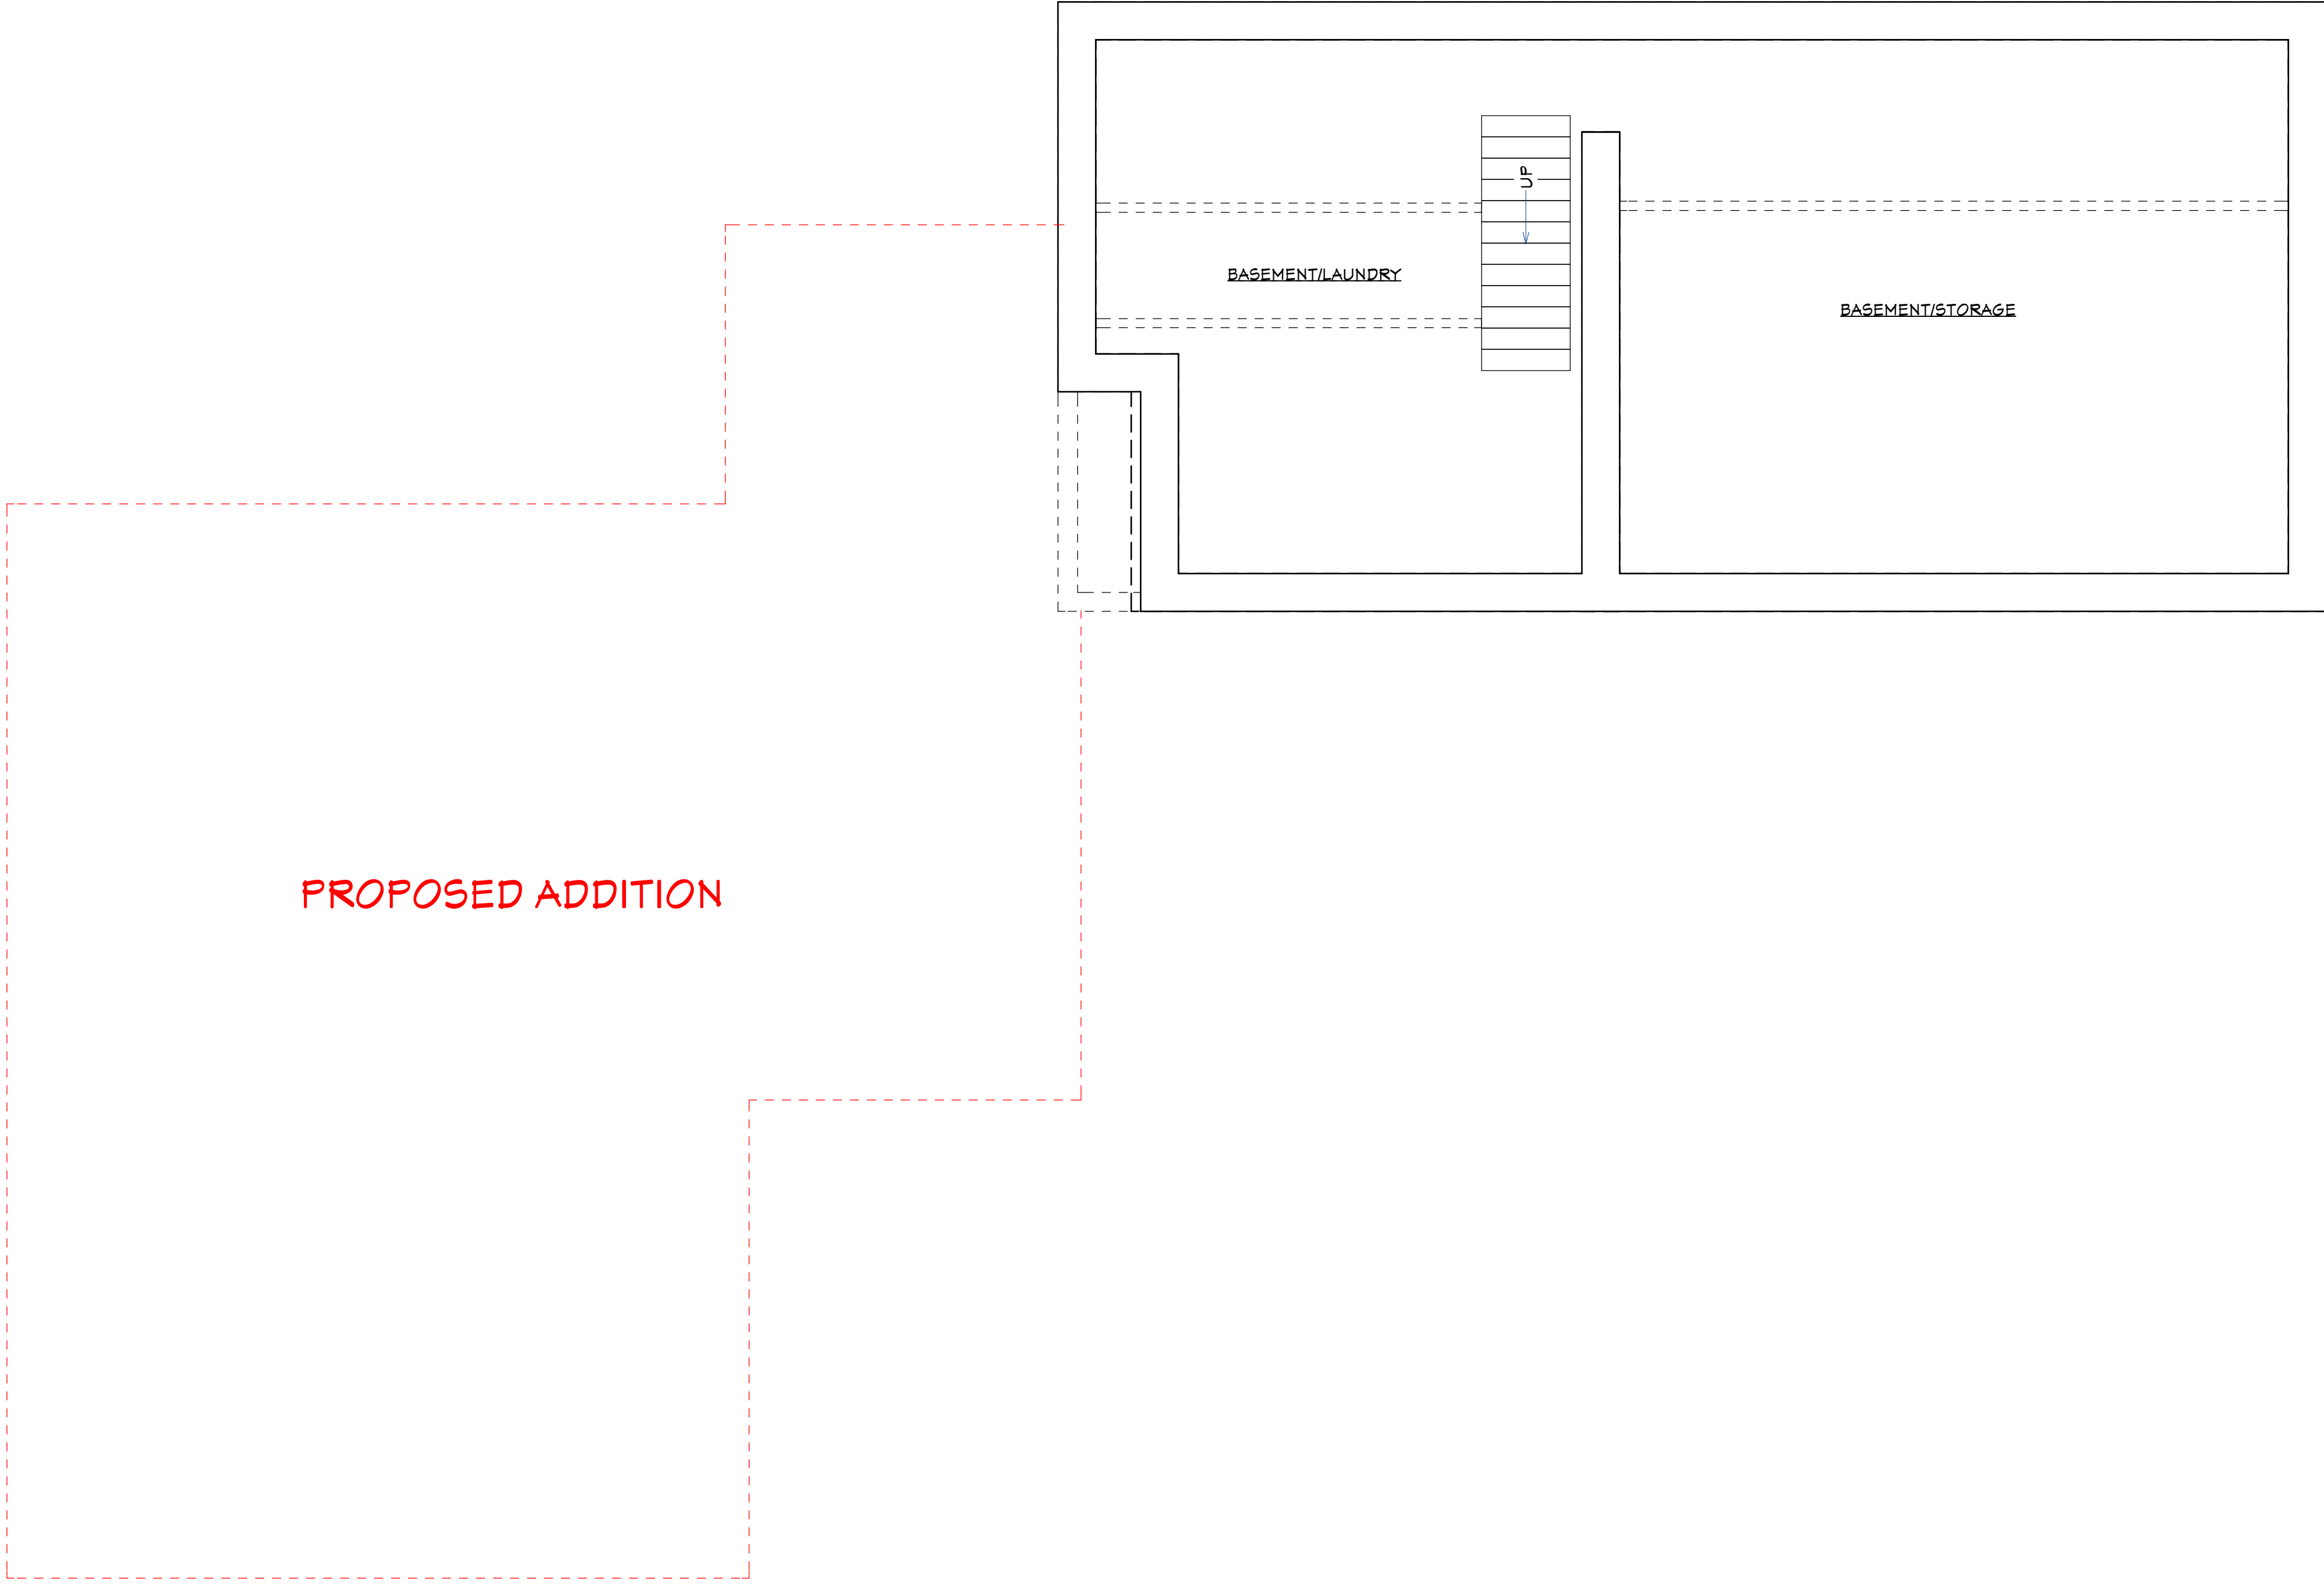 UP
BASEMENT/LAUNDRY
BASEMENT/STORAGE
PROPOSED ADDITION